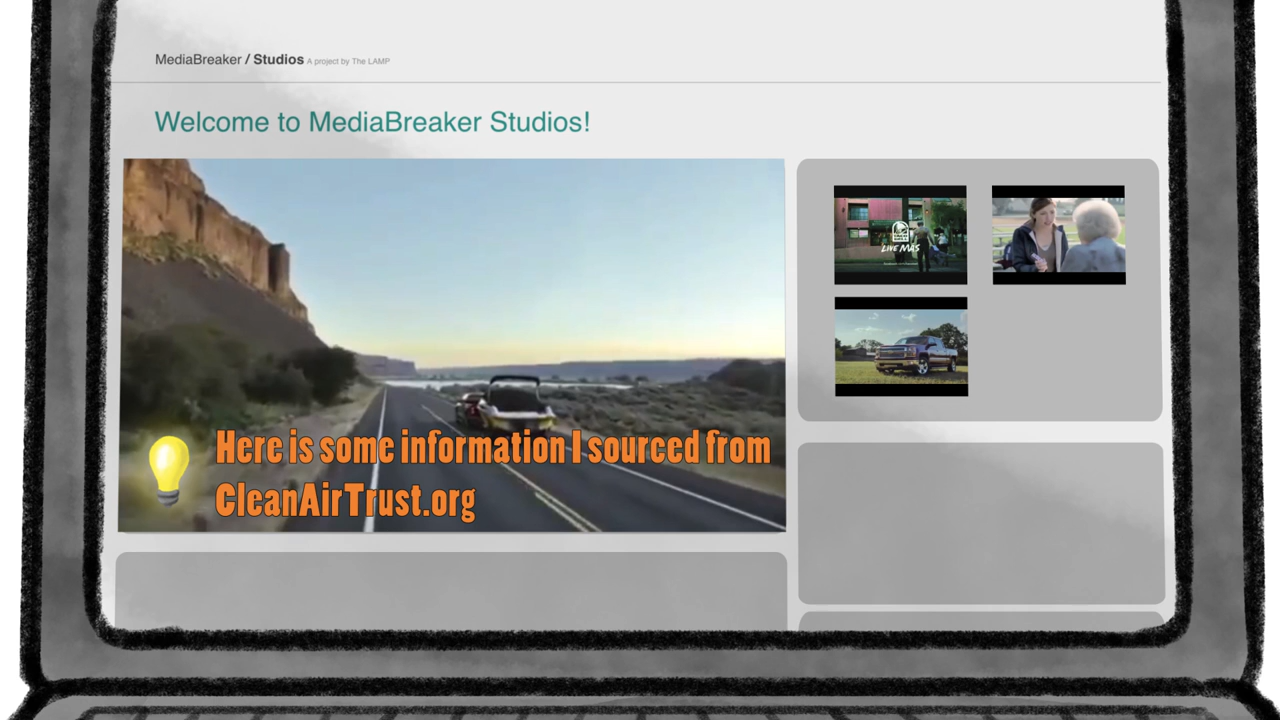 MediaBreaker / Studios A project by The LAMP
Welcome to MediaBreaker Studios!
LIVE MÁS
Here is some information I sourced from
CleanAirTrust.org